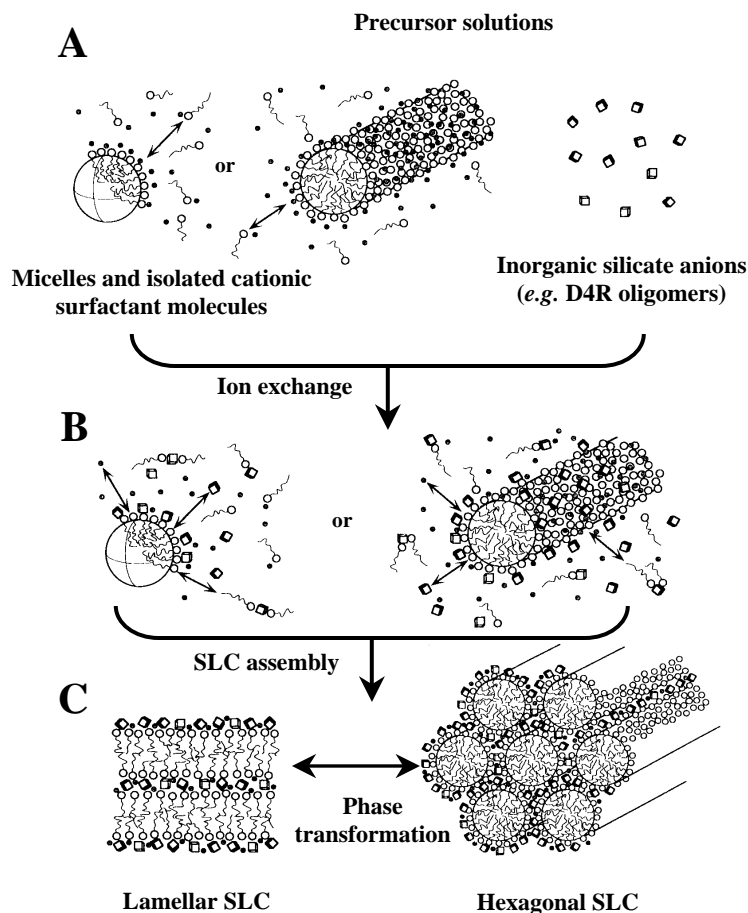 Precursor solutions
A
or
Micelles and isolated cationic
surfactant molecules
Inorganic silicate anions
(e.g. D4R oligomers)
Ion exchange
B
or
SLC assembly
C
Phase
transformation
Lamellar SLC
Hexagonal SLC